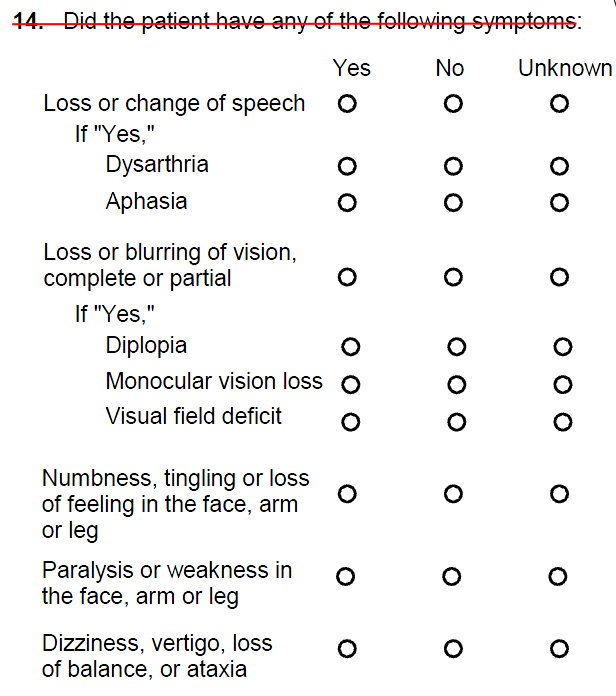 14. Did the patient have any of the following symptoms:
Yes No Unknown
Loss or change of speech
If "Yes,"
Dysarthria
Aphasia
Loss or blurring of vision,
complete or partial
If "Yes,"
Diplopia
Monocular vision loss
Visual field deficit
Numbness, tingling or loss
of feeling in the face, arm
or leg
Paralysis or weakness in
the face, arm or leg
Dizziness, vertigo, loss
of balance, or ataxia